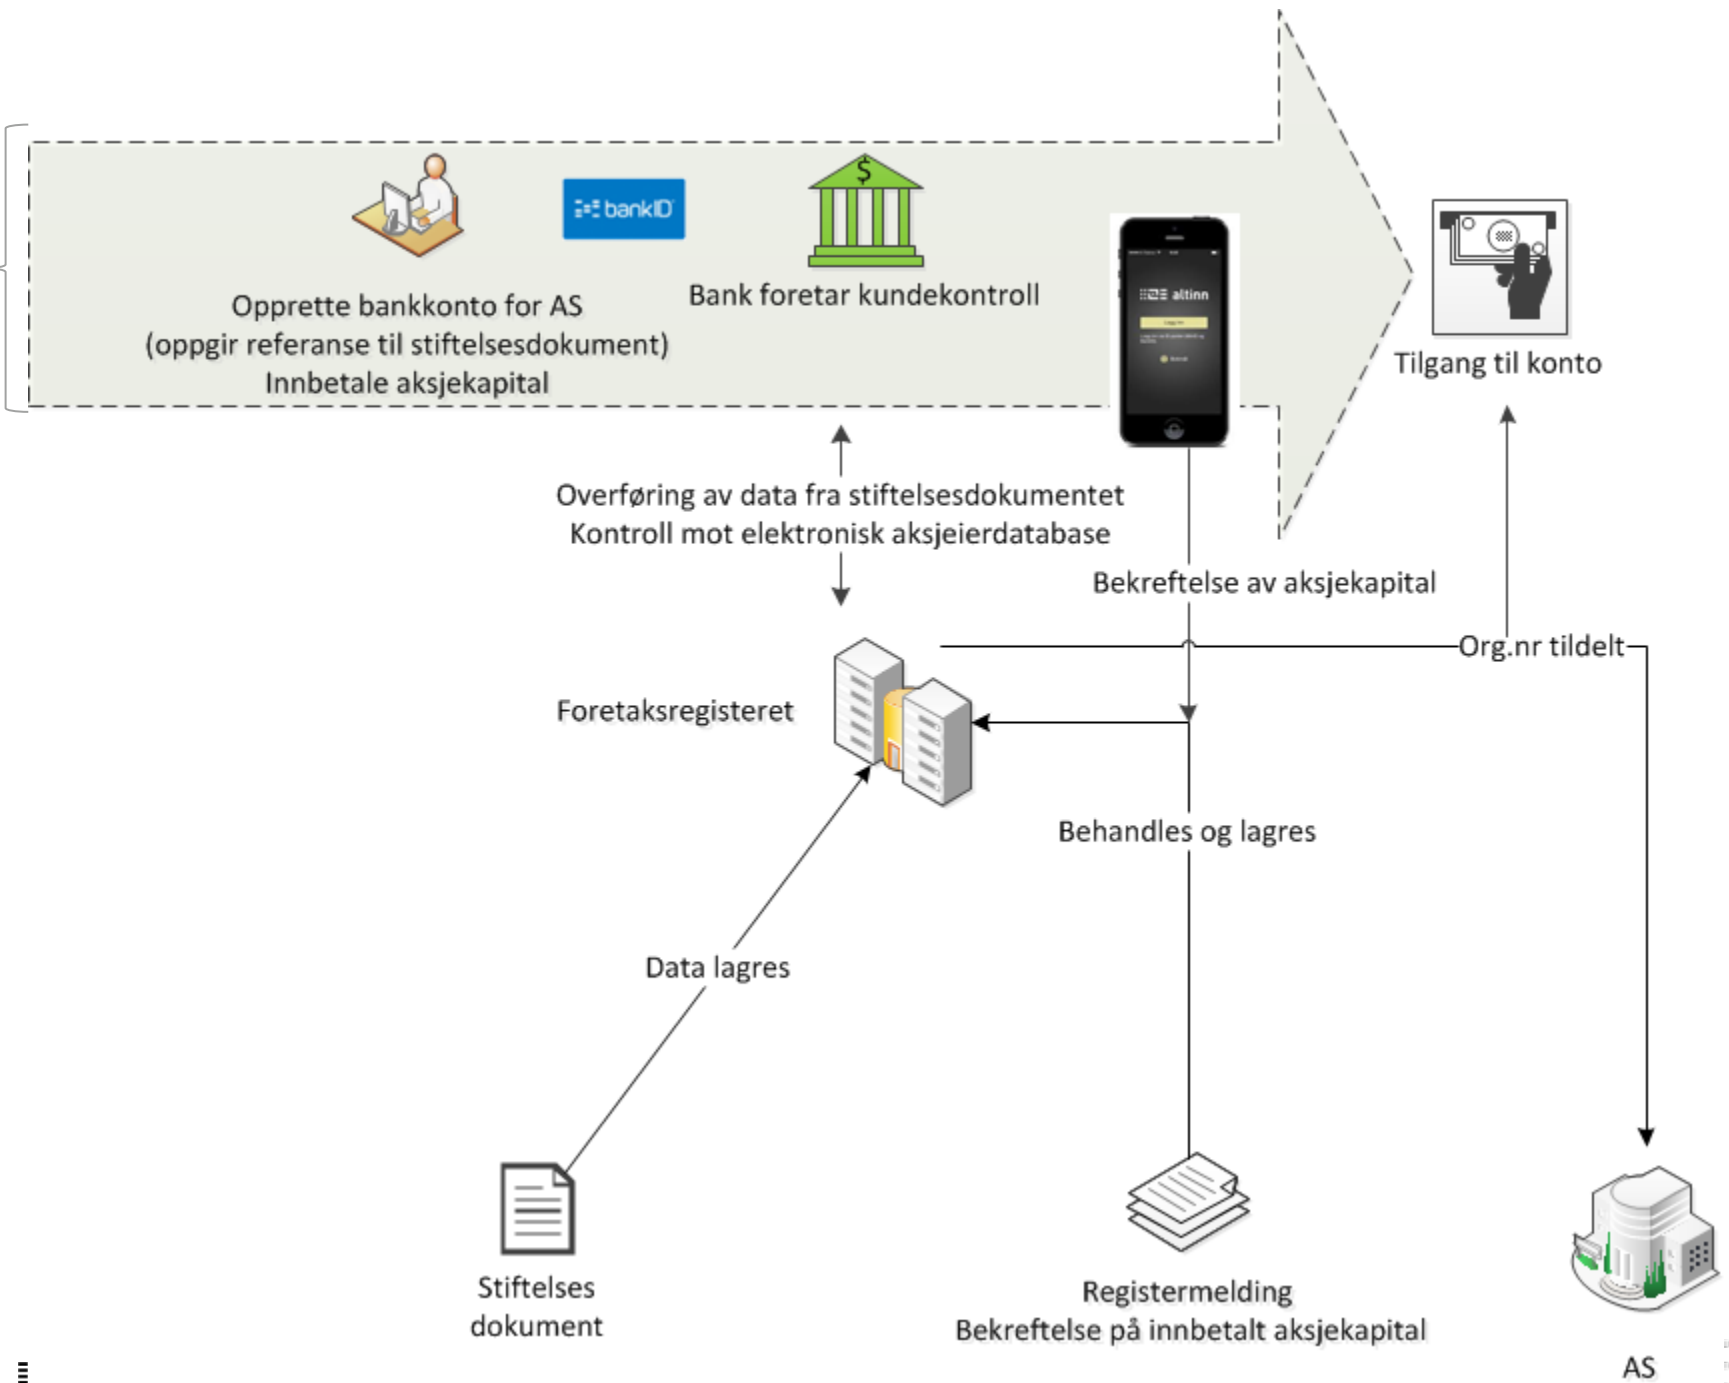 $
bankID
Opprette bankkonto for AS
(oppgir referanse til stiftelsesdokument)
Innbetale aksjekapital
Bank foretar kundekontroll
altinn
Tilgang til konto
Overføring av data fra stiftelsesdokumentet
Kontroll mot elektronisk aksjeierdatabase
Bekreftelse av aksjekapital
Org.nr tildelt
Foretaksregisteret
Behandles og lagres
Data lagres
Stiftelses
dokument
Registermelding
Bekreftelse på innbetalt aksjekapital
AS